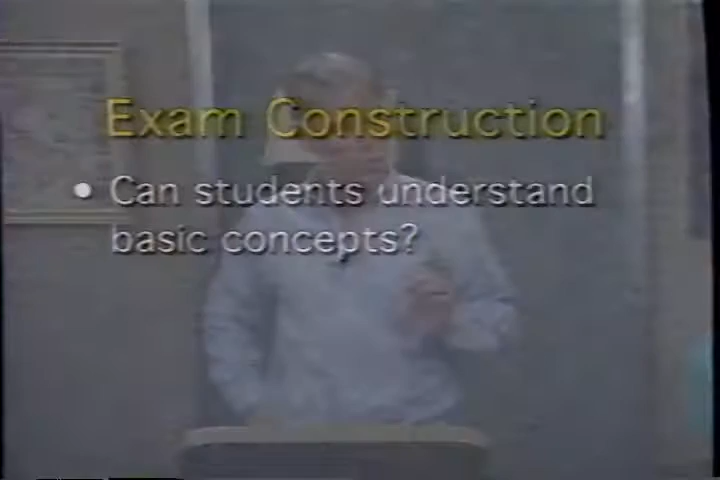 Exam Construction
• Can students understand
basic concepts?